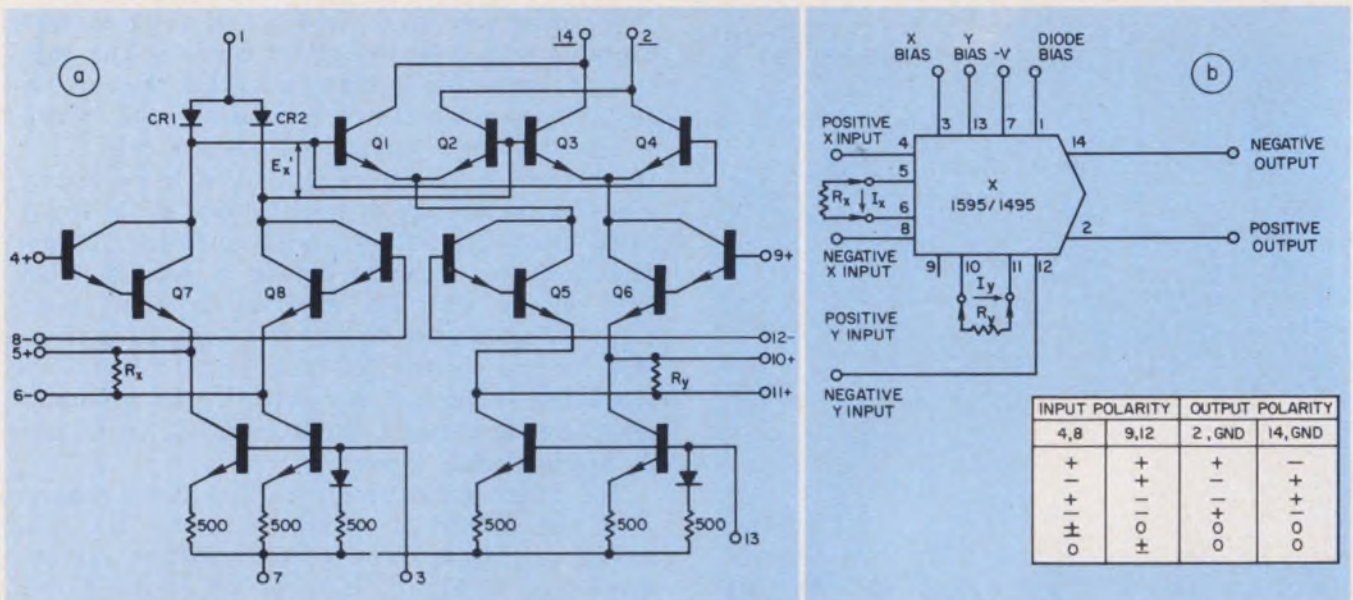 a
1
14
2
CR1
CR2
Q1
Q2
Q3
Q4
Ex'
4+
Q7
Q8
Q5
Q6
9+
8-
5+
Rx
6-
12-
10+
Ry
11+
500
500
500
500
500
500
13
7
3
b
X BIAS
Y BIAS
-V
DIODE BIAS
3
13
7
1
POSITIVE X INPUT
4
14
NEGATIVE OUTPUT
5
Rx
Ix
X
1595/1495
6
8
2
POSITIVE OUTPUT
NEGATIVE X INPUT
9
10
11
12
Iy
Ry
POSITIVE Y INPUT
NEGATIVE Y INPUT
INPUT POLARITY OUTPUT POLARITY
4,8 9,12 2, GND 14, GND
+ + + −
− + − +
+ − − +
− − + −
± 0 0 0
0 ± 0 0